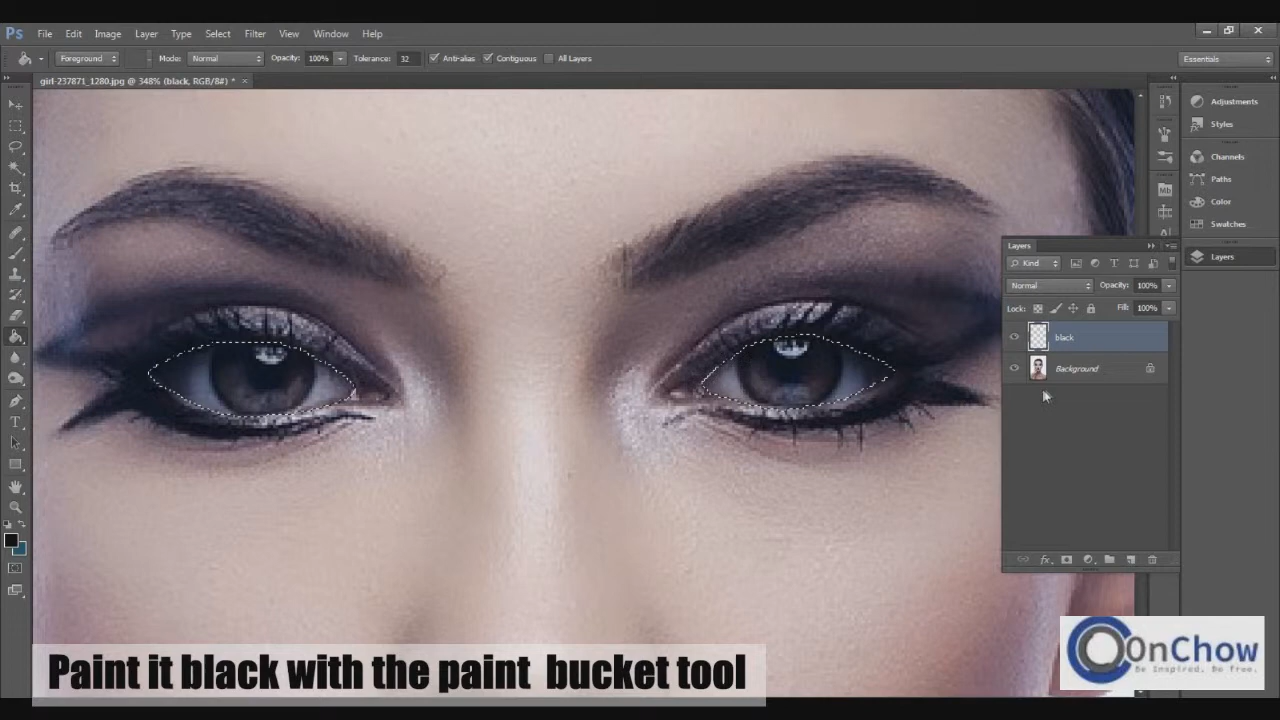 Ps File Edit Image Layer Type Select Filter View Window Help
Foreground Mode: Normal Opacity: 100% Tolerance: 32 Anti-alias Contiguous All Layers Essentials
girl-237871_1280.jpg @ 348% (black, RGB/8#) *
Adjustments
Styles
Channels
Paths
Color
Swatches
Layers
Layers
Kind
Normal Opacity: 100%
Lock: Fill: 100%
black
Background
Paint it black with the paint bucket tool
OnChow
Be Inspired. Be free.